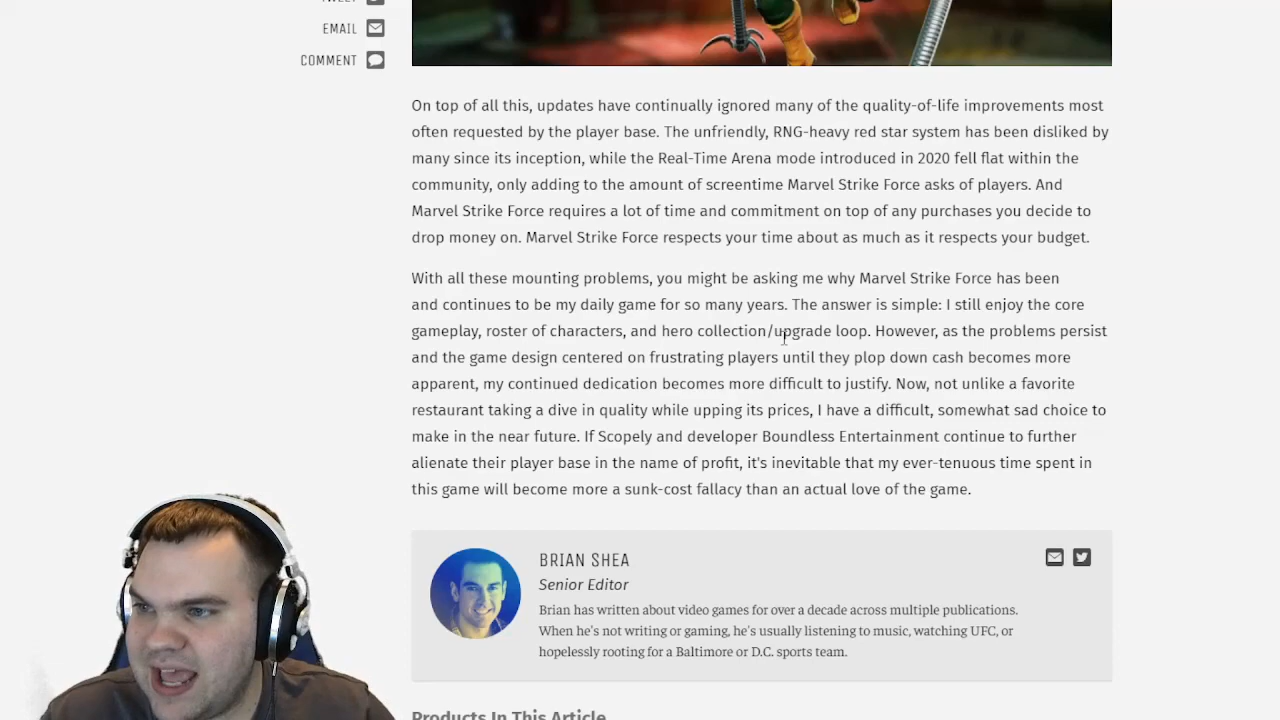 EMAIL
COMMENT
On top of all this, updates have continually ignored many of the quality-of-life improvements most
often requested by the player base. The unfriendly, RNG-heavy red star system has been disliked by
many since its inception, while the Real-Time Arena mode introduced in 2020 fell flat within the
community, only adding to the amount of screentime Marvel Strike Force asks of players. And
Marvel Strike Force requires a lot of time and commitment on top of any purchases you decide to
drop money on. Marvel Strike Force respects your time about as much as it respects your budget.
With all these mounting problems, you might be asking me why Marvel Strike Force has been
and continues to be my daily game for so many years. The answer is simple: I still enjoy the core
gameplay, roster of characters, and hero collection/upgrade loop. However, as the problems persist
and the game design centered on frustrating players until they plop down cash becomes more
apparent, my continued dedication becomes more difficult to justify. Now, not unlike a favorite
restaurant taking a dive in quality while upping its prices, I have a difficult, somewhat sad choice to
make in the near future. If Scopely and developer Boundless Entertainment continue to further
alienate their player base in the name of profit, it's inevitable that my ever-tenuous time spent in
this game will become more a sunk-cost fallacy than an actual love of the game.
BRIAN SHEA
Senior Editor
Brian has written about video games for over a decade across multiple publications.
When he's not writing or gaming, he's usually listening to music, watching UFC, or
hopelessly rooting for a Baltimore or D.C. sports team.
Products In This Article